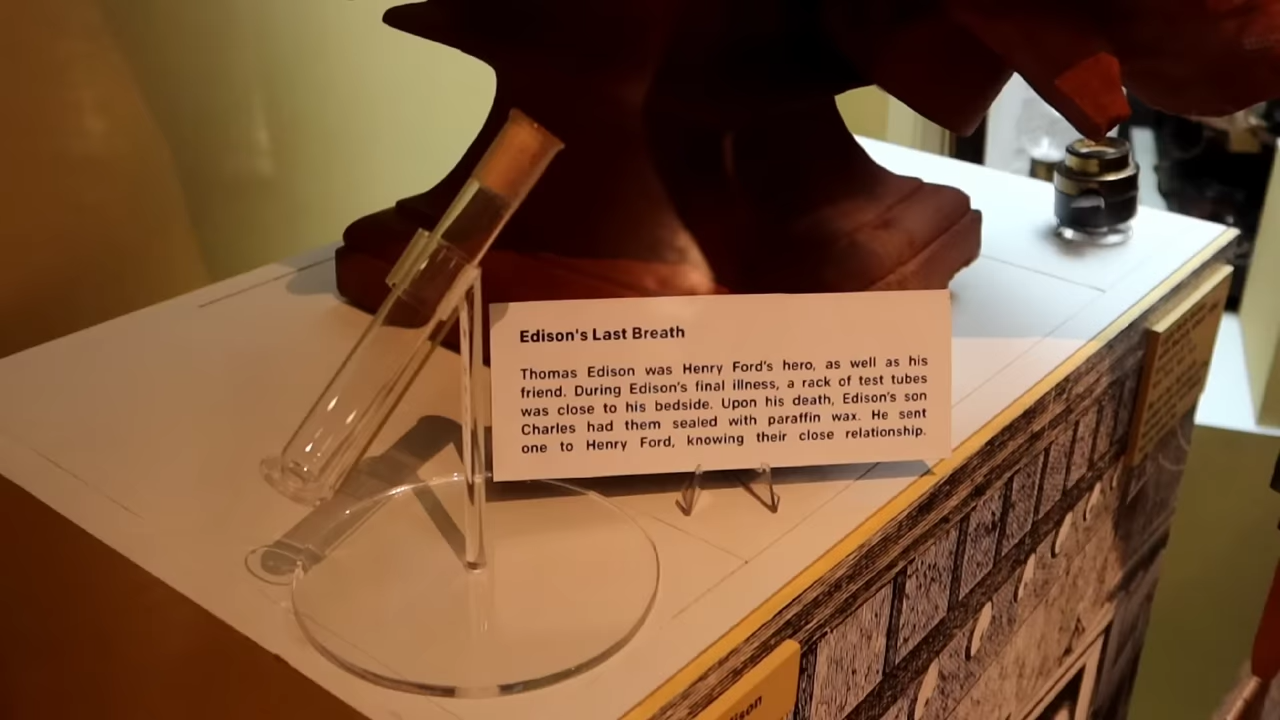 Edison's Last Breath
Thomas Edison was Henry Ford's hero, as well as his
friend. During Edison's final illness, a rack of test tubes
was close to his bedside. Upon his death, Edison's son
Charles had them sealed with paraffin wax. He sent
one to Henry Ford, knowing their close relationship.